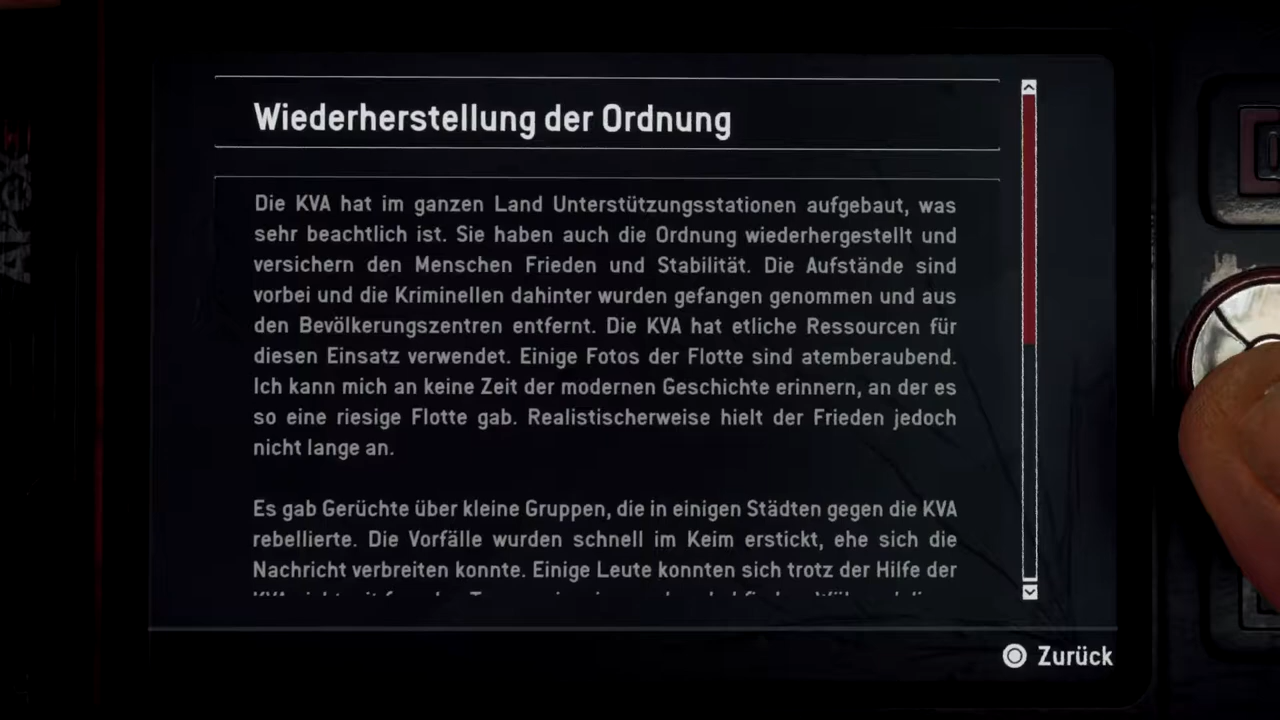 Wiederherstellung der Ordnung
Die KVA hat im ganzen Land Unterstützungsstationen aufgebaut, was
sehr beachtlich ist. Sie haben auch die Ordnung wiederhergestellt und
versichern den Menschen Frieden und Stabilität. Die Aufstände sind
vorbei und die Kriminellen dahinter wurden gefangen genommen und aus
den Bevölkerungszentren entfernt. Die KVA hat etliche Ressourcen für
diesen Einsatz verwendet. Einige Fotos der Flotte sind atemberaubend.
Ich kann mich an keine Zeit der modernen Geschichte erinnern, an der es
so eine riesige Flotte gab. Realistischerweise hielt der Frieden jedoch
nicht lange an.
Es gab Gerüchte über kleine Gruppen, die in einigen Städten gegen die KVA
rebellierte. Die Vorfälle wurden schnell im Keim erstickt, ehe sich die
Nachricht verbreiten konnte. Einige Leute konnten sich trotz der Hilfe der
Zurück